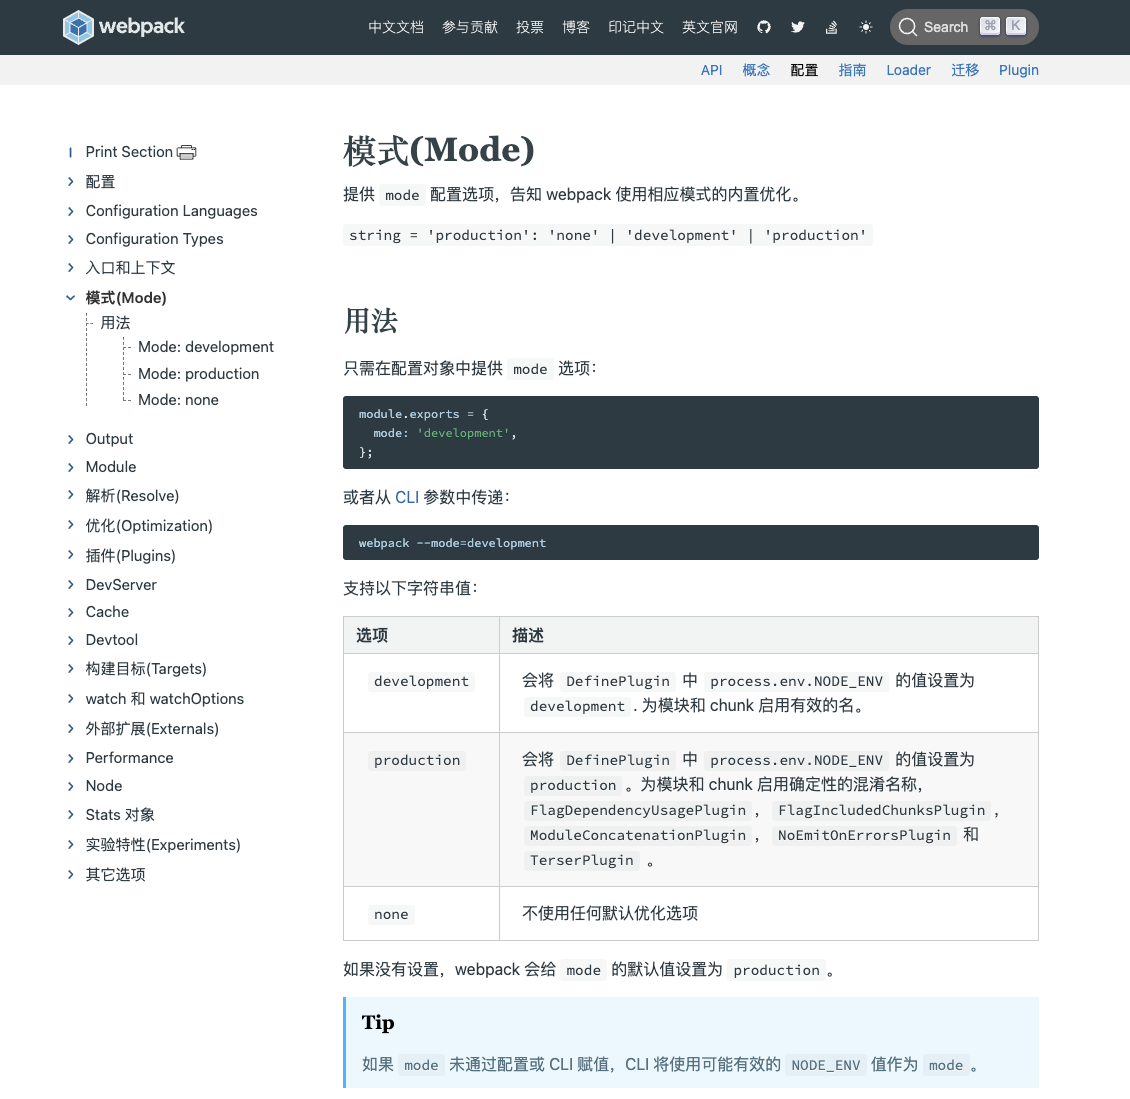 webpack
中文文档 参与贡献 投票 博客 印记中文 英文官网 Search ⌘ K
API 概念 配置 指南 Loader 迁移 Plugin
Print Section
配置
Configuration Languages
Configuration Types
入口和上下文
模式(Mode)
用法
Mode: development
Mode: production
Mode: none
Output
Module
解析(Resolve)
优化(Optimization)
插件(Plugins)
DevServer
Cache
Devtool
构建目标(Targets)
watch 和 watchOptions
外部扩展(Externals)
Performance
Node
Stats 对象
实验特性(Experiments)
其它选项
模式(Mode)
提供 mode 配置选项，告知 webpack 使用相应模式的内置优化。
string = 'production': 'none' | 'development' | 'production'
用法
只需在配置对象中提供 mode 选项：
module.exports = {
mode: 'development',
};
或者从 CLI 参数中传递：
webpack --mode=development
支持以下字符串值：
选项 描述
development 会将 DefinePlugin 中 process.env.NODE_ENV 的值设置为
development . 为模块和 chunk 启用有效的名。
production 会将 DefinePlugin 中 process.env.NODE_ENV 的值设置为
production 。为模块和 chunk 启用确定性的混淆名称，
FlagDependencyUsagePlugin ， FlagIncludedChunksPlugin ，
ModuleConcatenationPlugin ， NoEmitOnErrorsPlugin 和
TerserPlugin 。
none 不使用任何默认优化选项
如果没有设置，webpack 会给 mode 的默认值设置为 production 。
Tip
如果 mode 未通过配置或 CLI 赋值，CLI 将使用可能有效的 NODE_ENV 值作为 mode 。